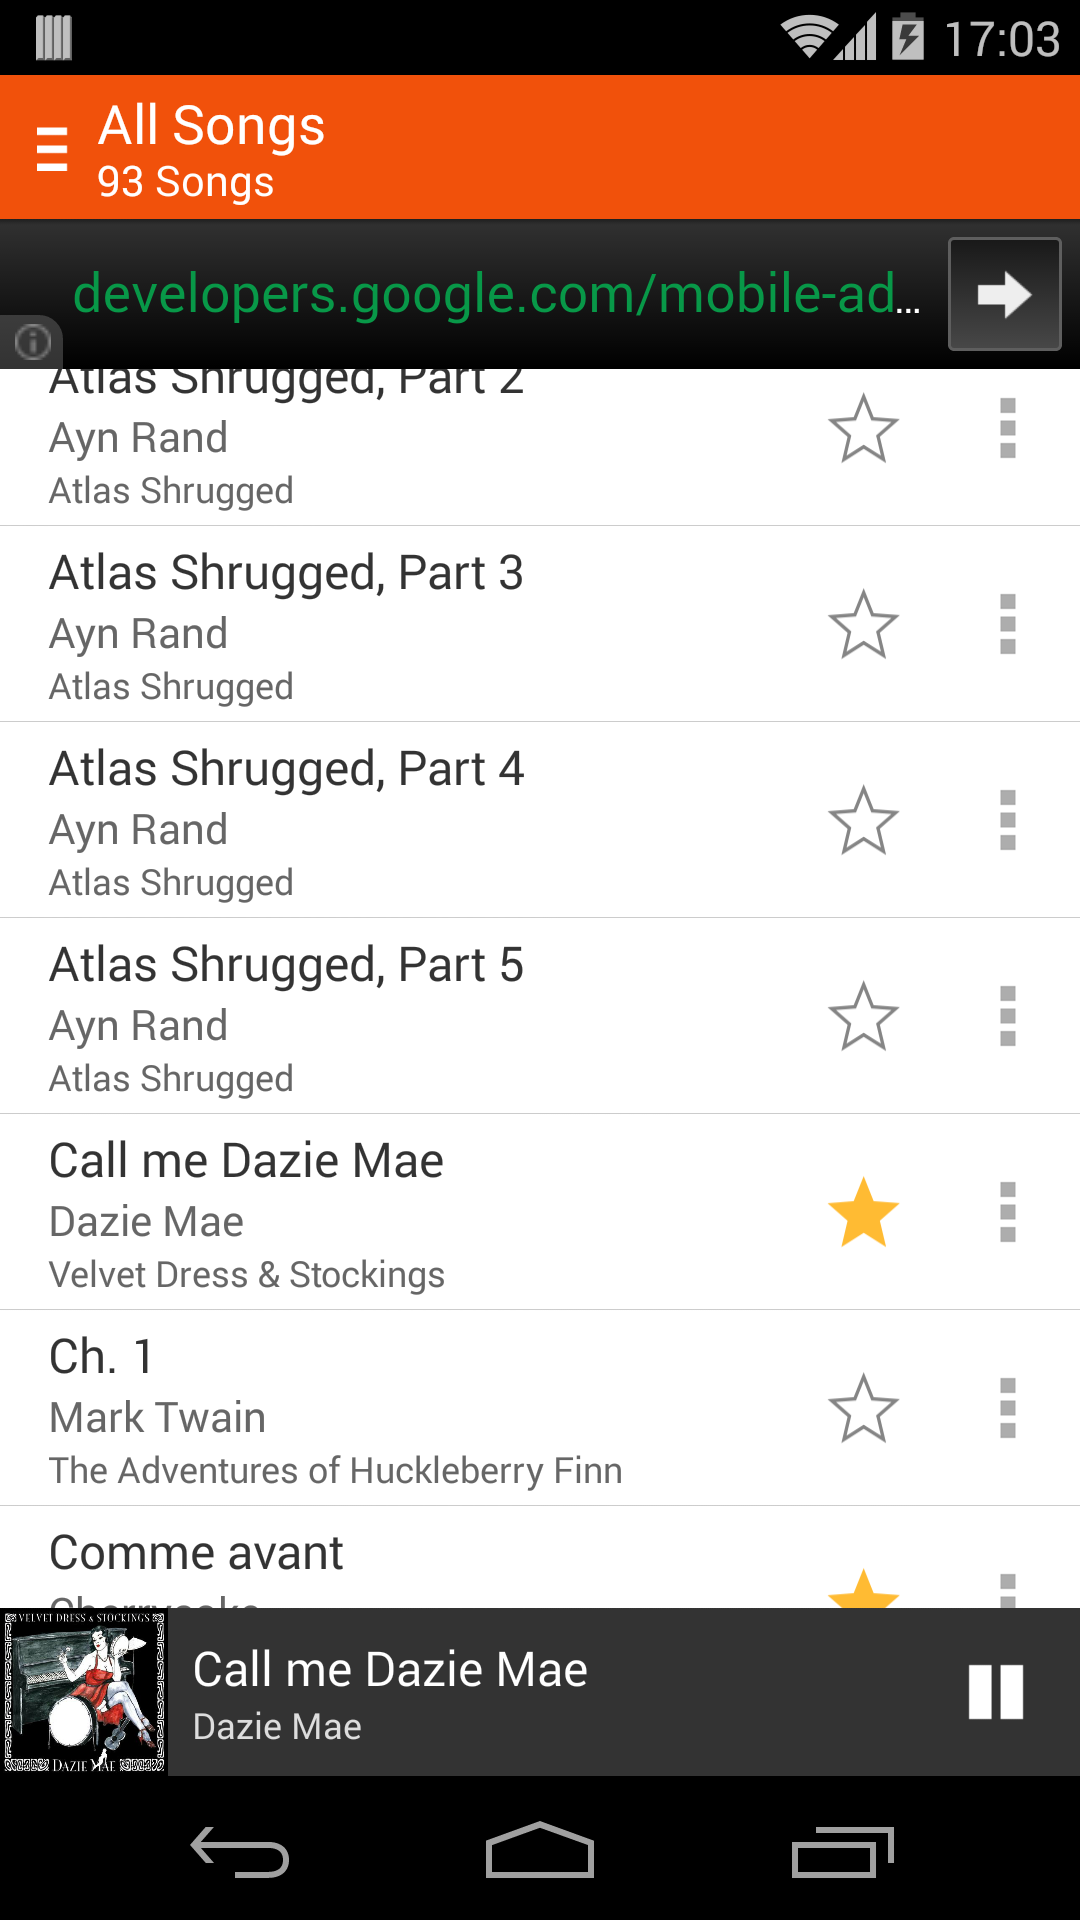 17:03
All Songs
93 Songs
developers.google.com/mobile-ad...
Atlas Shrugged, Part 2
Ayn Rand
Atlas Shrugged
Atlas Shrugged, Part 3
Ayn Rand
Atlas Shrugged
Atlas Shrugged, Part 4
Ayn Rand
Atlas Shrugged
Atlas Shrugged, Part 5
Ayn Rand
Atlas Shrugged
Call me Dazie Mae
Dazie Mae
Velvet Dress & Stockings
Ch. 1
Mark Twain
The Adventures of Huckleberry Finn
Comme avant
VELVET DRESS & STOCKINGS
DAZIE MAE
Call me Dazie Mae
Dazie Mae